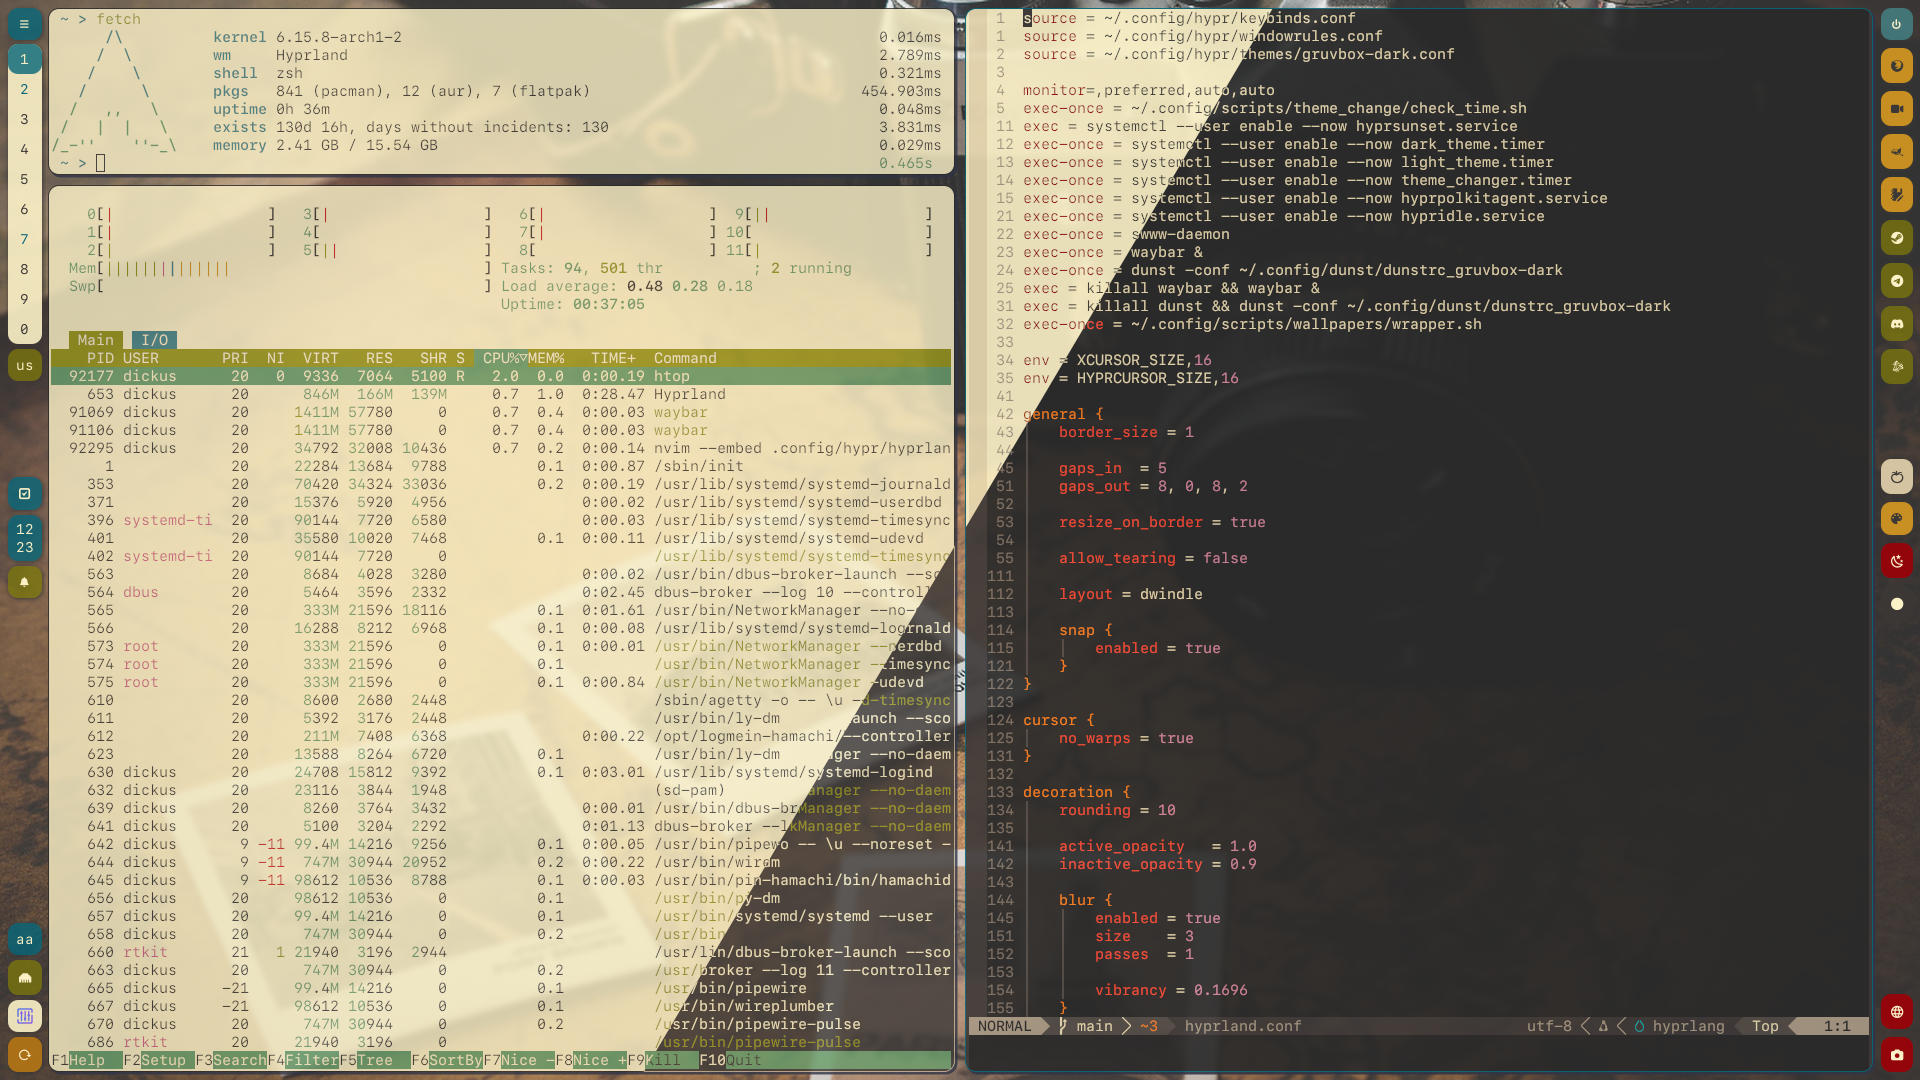 ~ > fetch
kernel 6.15.8-arch1-2 0.016ms
wm Hyprland 2.789ms
shell zsh 0.321ms
pkgs 841 (pacman), 12 (aur), 7 (flatpak) 454.903ms
uptime 0h 36m 0.048ms
exists 130d 16h, days without incidents: 130 3.831ms
memory 2.41 GB / 15.54 GB 0.029ms
~ > 0.465s
1
2
3
4
5
6
7
8
9
0
us
12
23
aa
0[| ] 3[| ] 6[| ] 9[|| ]
1[| ] 4[ ] 7[| ] 10[ ]
2[| ] 5[|| ] 8[ ] 11[| ]
Mem[|||||||||||||| ] Tasks: 94, 501 thr ; 2 running
Swp[ ] Load average: 0.48 0.28 0.18
Uptime: 00:37:05
Main I/O
PID USER PRI NI VIRT RES SHR S CPU%▽MEM% TIME+ Command
92177 dickus 20 0 9336 7064 5100 R 2.0 0.0 0:00.19 htop
653 dickus 20 846M 166M 139M 0.7 1.0 0:28.47 Hyprland
91069 dickus 20 1411M 57780 0 0.7 0.4 0:00.03 waybar
91106 dickus 20 1411M 57780 0 0.7 0.4 0:00.03 waybar
92295 dickus 20 34792 32008 10436 0.7 0.2 0:00.14 nvim --embed .config/hypr/hyprlan
1 20 22284 13684 9788 0.1 0:00.87 /sbin/init
353 20 70420 34324 33036 0.2 0:00.19 /usr/lib/systemd/systemd-journald
371 20 15376 5920 4956 0:00.02 /usr/lib/systemd/systemd-userdbd
396 systemd-ti 20 90144 7720 6580 0:00.03 /usr/lib/systemd/systemd-timesync
401 20 35580 10020 7468 0.1 0:00.11 /usr/lib/systemd/systemd-udevd
402 systemd-ti 20 90144 7720 0 /usr/lib/systemd/systemd-timesync
563 20 8684 4028 3280 0:00.02 /usr/bin/dbus-broker-launch --sc
564 dbus 20 5464 3596 2332 0:02.45 dbus-broker --log 10 --control
565 20 333M 21596 18116 0.1 0:01.61 /usr/bin/NetworkManager --no-
566 20 16288 8212 6968 0.1 0:00.08 /usr/lib/systemd/systemd-logrnald
573 root 20 333M 21596 0 0.1 0:00.01 /usr/bin/NetworkManager --nerdbd
574 root 20 333M 21596 0 0.1 /usr/bin/NetworkManager -timesync
575 root 20 333M 21596 0 0.1 0:00.84 /usr/bin/NetworkManager -udevd
610 20 8600 2680 2448 /sbin/agetty -o -- \u -d-timesync
611 20 5392 3176 2448 /usr/bin/ly-dm launch --sco
612 20 211M 7408 6368 0:00.22 /opt/logmein-hamachi/--controller
623 20 13588 8264 6720 0.1 /usr/bin/ly-dm ager --no-daem
630 dickus 20 24708 15812 9392 0.1 0:03.01 /usr/lib/systemd/systemd-logind
632 dickus 20 23116 3844 1948 (sd-pam) anager --no-daem
639 dickus 20 8260 3764 3432 0:00.01 /usr/bin/dbus-brManager --no-daem
641 dickus 20 5100 3204 2292 0:01.13 dbus-broker --lkManager --no-daem
642 dickus 9 -11 99.4M 14216 9256 0.1 0:00.05 /usr/bin/pipewo -- \u --noreset -
644 dickus 9 -11 747M 30944 20952 0.2 0:00.22 /usr/bin/wirdm
645 dickus 9 -11 98612 10536 8788 0.1 0:00.03 /usr/bin/pin-hamachi/bin/hamachid
656 dickus 20 98612 10536 0 0.1 /usr/bin/py-dm
657 dickus 20 99.4M 14216 0 0.1 /usr/bin/systemd/systemd --user
658 dickus 20 747M 30944 0 0.2 /usr/bin
660 rtkit 21 1 21940 3196 2944 /usr/lin/dbus-broker-launch --sco
663 dickus 20 747M 30944 0 0.2 /usr/broker --log 11 --controller
665 dickus -21 99.4M 14216 0 0.1 /usr/bin/pipewire
667 dickus -21 98612 10536 0 0.1 /usr/bin/wireplumber
670 dickus 20 747M 30944 0 0.2 /usr/bin/pipewire-pulse
686 rtkit 20 21940 3196 0 /usr/bin/pipewire-pulse
F1Help F2Setup F3SearchF4FilterF5Tree F6SortByF7Nice -F8Nice +F9Kill F10Quit
1 source = ~/.config/hypr/keybinds.conf
1 source = ~/.config/hypr/windowrules.conf
2 source = ~/.config/hypr/themes/gruvbox-dark.conf
3
4 monitor=,preferred,auto,auto
5 exec-once = ~/.config/scripts/theme_change/check_time.sh
11 exec = systemctl --user enable --now hyprsunset.service
12 exec-once = systemctl --user enable --now dark_theme.timer
13 exec-once = systemctl --user enable --now light_theme.timer
14 exec-once = systemctl --user enable --now theme_changer.timer
15 exec-once = systemctl --user enable --now hyprpolkitagent.service
21 exec-once = systemctl --user enable --now hypridle.service
22 exec-once = swww-daemon
23 exec-once = waybar &
24 exec-once = dunst -conf ~/.config/dunst/dunstrc_gruvbox-dark
25 exec = killall waybar && waybar &
31 exec = killall dunst && dunst -conf ~/.config/dunst/dunstrc_gruvbox-dark
32 exec-once = ~/.config/scripts/wallpapers/wrapper.sh
33
34 env = XCURSOR_SIZE,16
35 env = HYPRCURSOR_SIZE,16
41
42 general {
43 border_size = 1
44
45 gaps_in = 5
51 gaps_out = 8, 0, 8, 2
52
53 resize_on_border = true
54
55 allow_tearing = false
111
112 layout = dwindle
113
114 snap {
115 enabled = true
121 }
122 }
123
124 cursor {
125 no_warps = true
131 }
132
133 decoration {
134 rounding = 10
135
141 active_opacity = 1.0
142 inactive_opacity = 0.9
143
144 blur {
145 enabled = true
151 size = 3
152 passes = 1
153
154 vibrancy = 0.1696
155 }
NORMAL main ~3 hyprland.conf utf-8 hyprlang Top 1:1